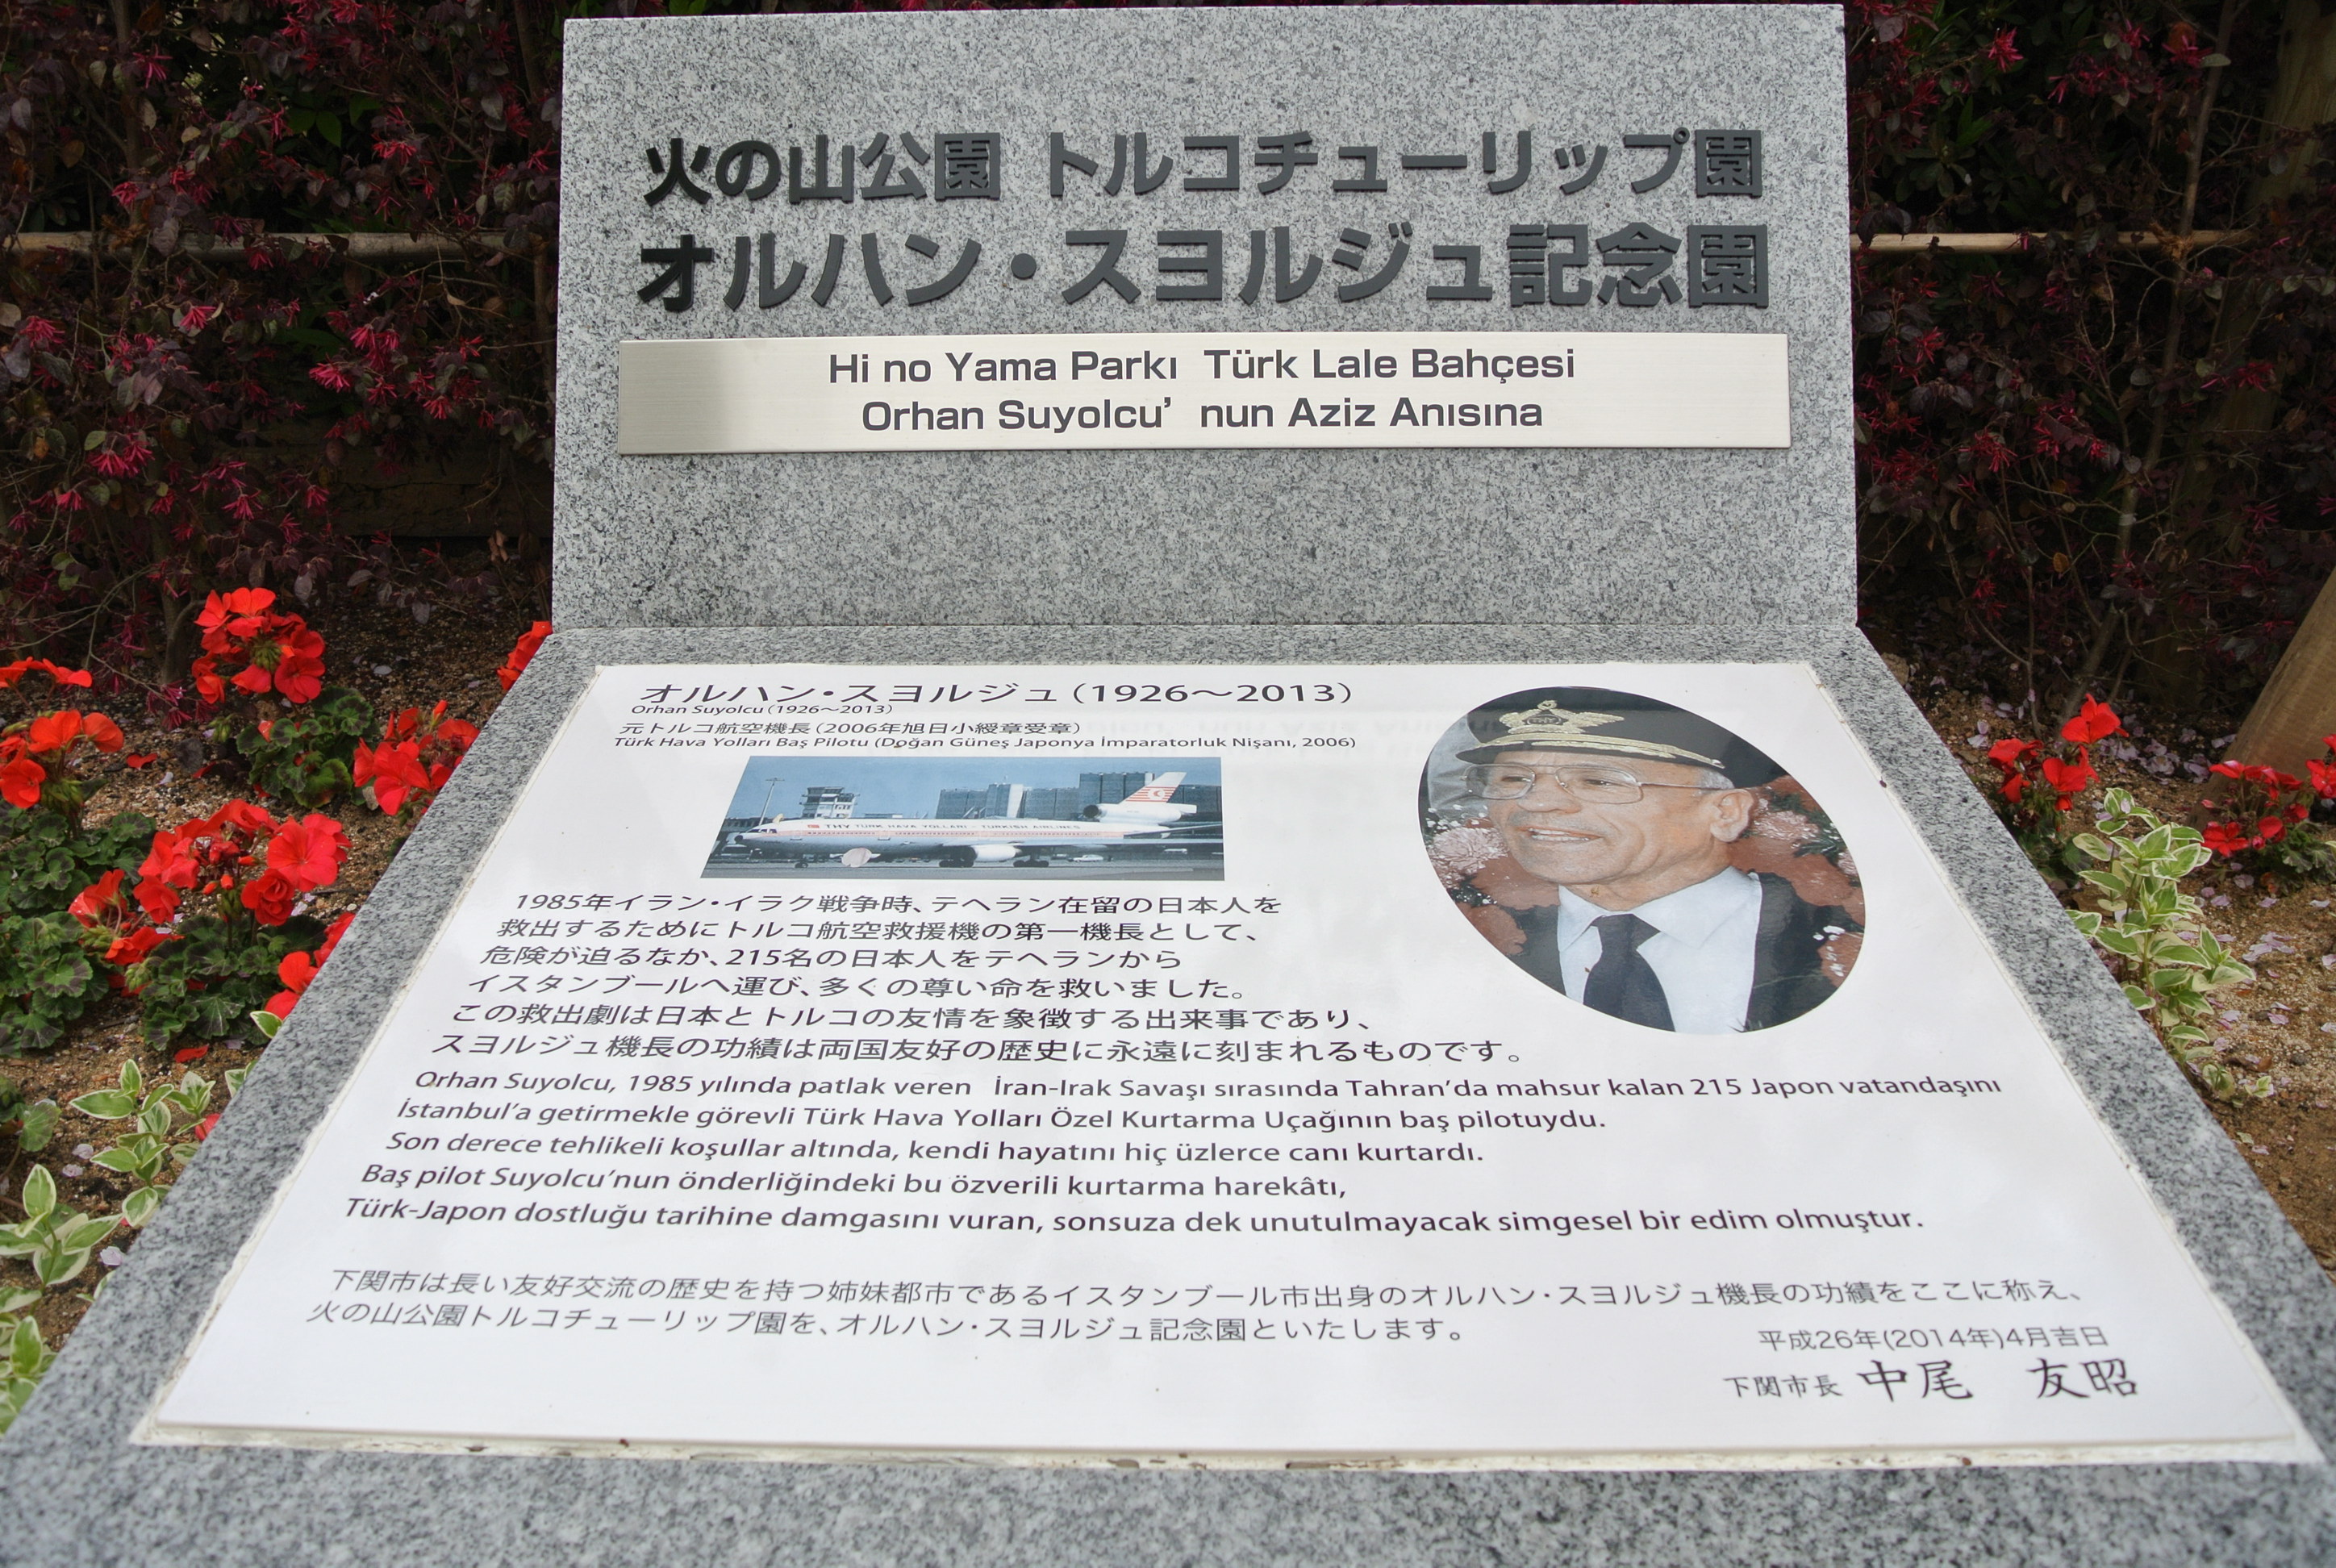 火の山公園 トルコチューリップ園
オルハン・スヨルジュ記念園
Hi no Yama Parkı Türk Lale Bahçesi
Orhan Suyolcu’ nun Aziz Anısına
オルハン・スヨルジュ（1926～2013）
Orhan Suyolcu（1926～2013）
元トルコ航空機長（2006年旭日小綬章受章）
Türk Hava Yolları Baş Pilotu (Doğan Güneş Japonya İmparatorluk Nişanı, 2006)
THY TÜRK HAVA YOLLARI TURKISH AIRLINES
1985年イラン・イラク戦争時、テヘラン在留の日本人を
救出するためにトルコ航空救援機の第一機長として、
危険が迫るなか、215名の日本人をテヘランから
イスタンブールへ運び、多くの尊い命を救いました。
この救出劇は日本とトルコの友情を象徴する出来事であり、
スヨルジュ機長の功績は両国友好の歴史に永遠に刻まれるものです。
Orhan Suyolcu, 1985 yılında patlak veren İran-Irak Savaşı sırasında Tahran’da mahsur kalan 215 Japon vatandaşını
İstanbul’a getirmekle görevli Türk Hava Yolları Özel Kurtarma Uçağının baş pilotuydu.
Son derece tehlikeli koşullar altında, kendi hayatını hiç üzlerce canı kurtardı.
Baş pilot Suyolcu’nun önderliğindeki bu özverili kurtarma harekâtı,
Türk-Japon dostluğu tarihine damgasını vuran, sonsuza dek unutulmayacak simgesel bir edim olmuştur.
下関市は長い友好交流の歴史を持つ姉妹都市であるイスタンブール市出身のオルハン・スヨルジュ機長の功績をここに称え、
火の山公園トルコチューリップ園を、オルハン・スヨルジュ記念園といたします。
平成26年(2014年)4月吉日
下関市長 中尾 友昭